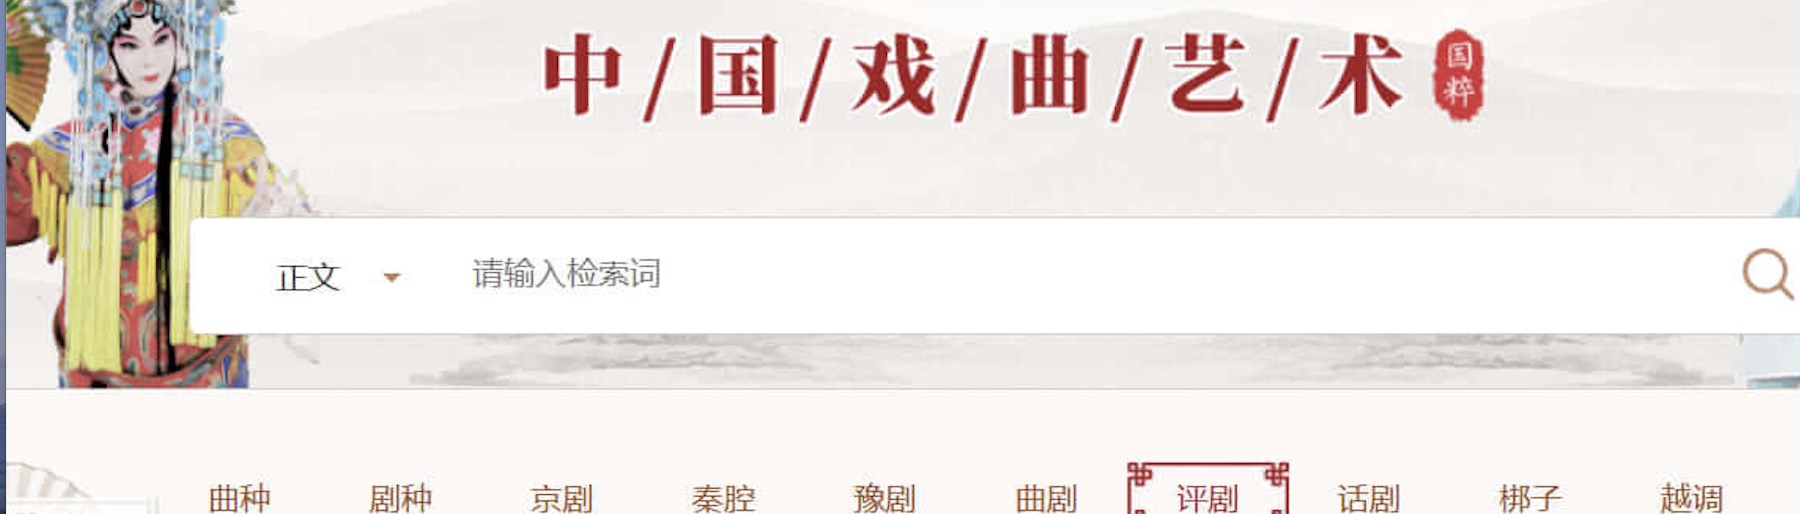 中/国/戏/曲/艺/术
国粹
正文 请输入检索词
曲种 剧种 京剧 秦腔 豫剧 曲剧 评剧 话剧 梆子 越调